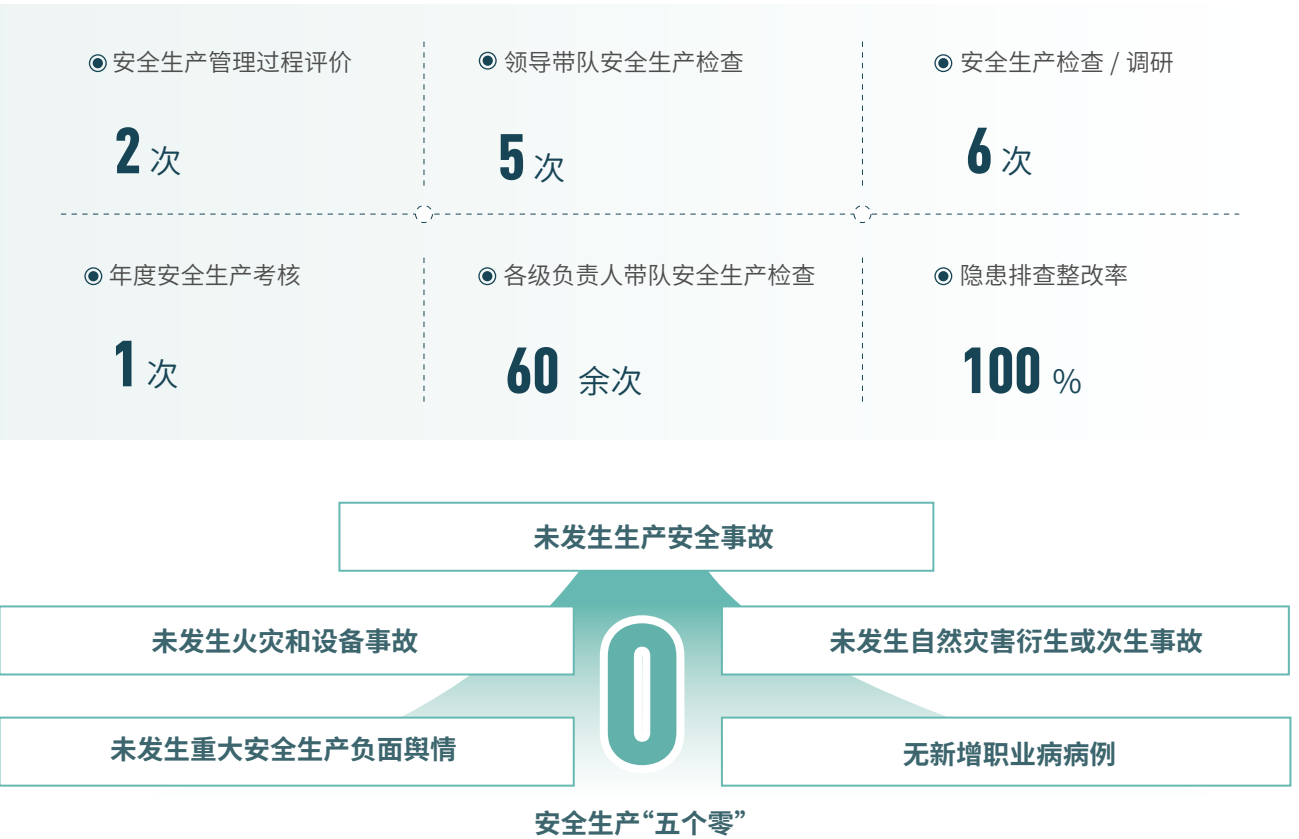 安全生产管理过程评价
2 次
领导带队安全生产检查
5 次
安全生产检查 / 调研
6 次
年度安全生产考核
1 次
各级负责人带队安全生产检查
60 余次
隐患排查整改率
100 %
未发生生产安全事故
未发生火灾和设备事故
未发生自然灾害衍生或次生事故
0
未发生重大安全生产负面舆情
无新增职业病病例
安全生产“五个零”